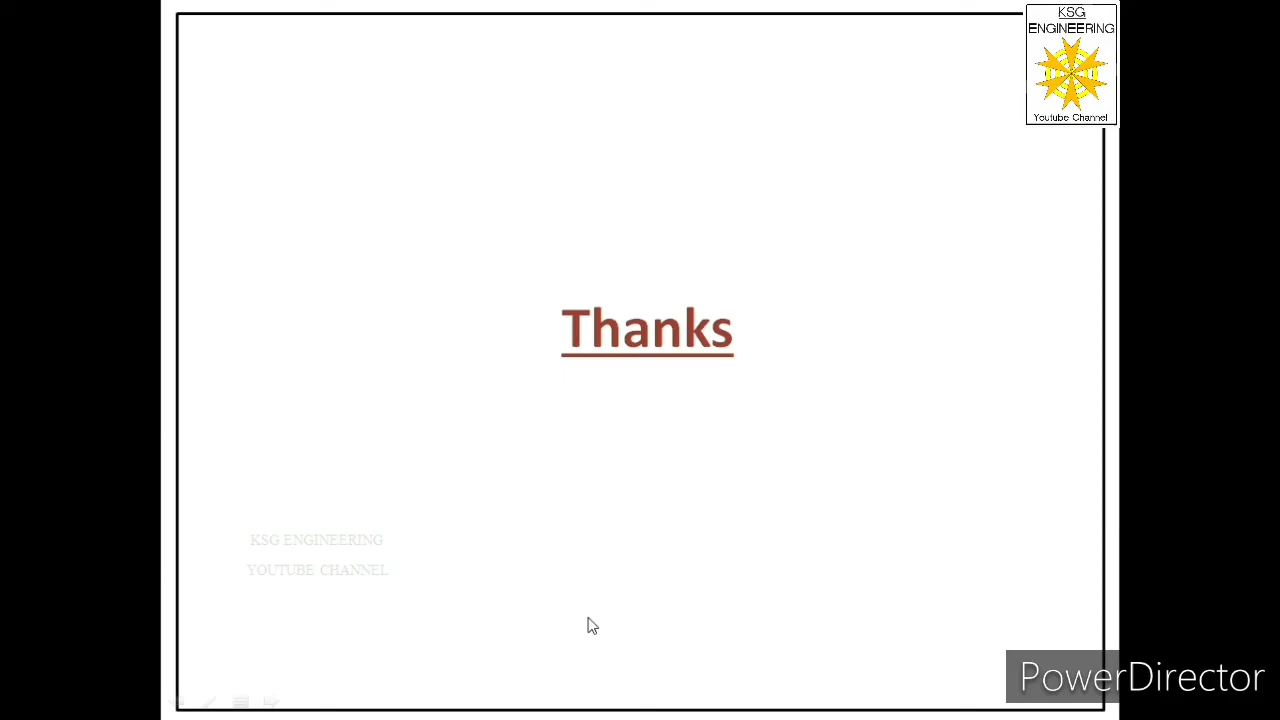 KSG
ENGINEERING
Youtube Channel
Thanks
KSG ENGINEERING
YOUTUBE CHANNEL
PowerDirector